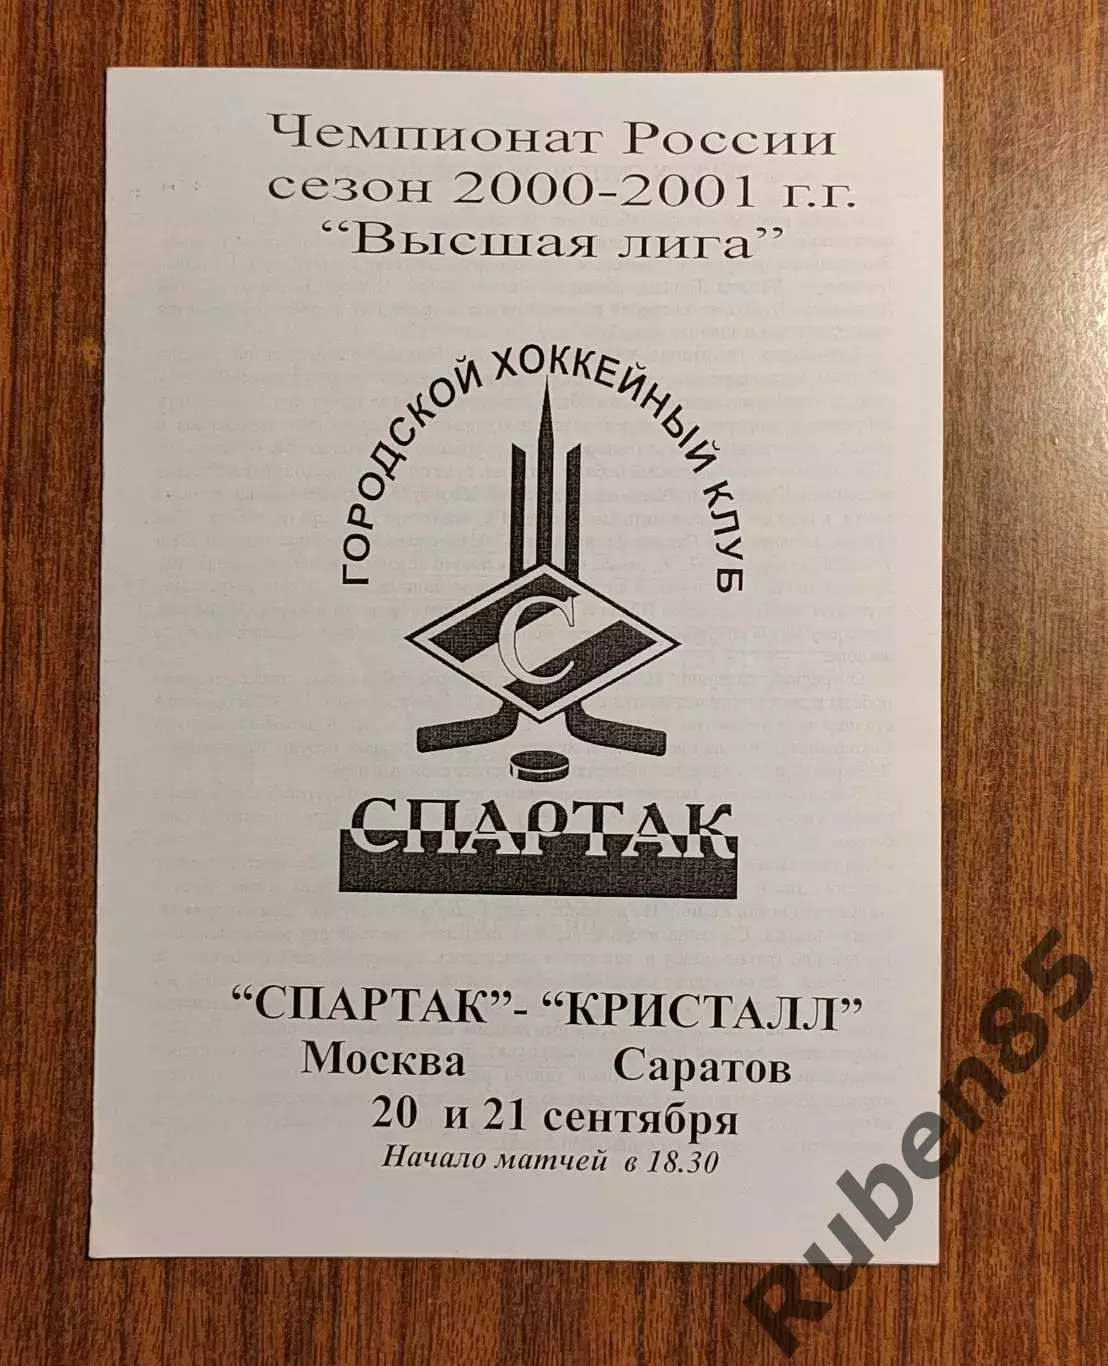 Чемпионат России
сезон 2000-2001 г.г.
“Высшая лига”
ГОРОДСКОЙ ХОККЕЙНЫЙ КЛУБ
С
СПАРТАК
“СПАРТАК”- “КРИСТАЛЛ”
Москва Саратов
20 и 21 сентября
Начало матчей в 18.30
Ruben85